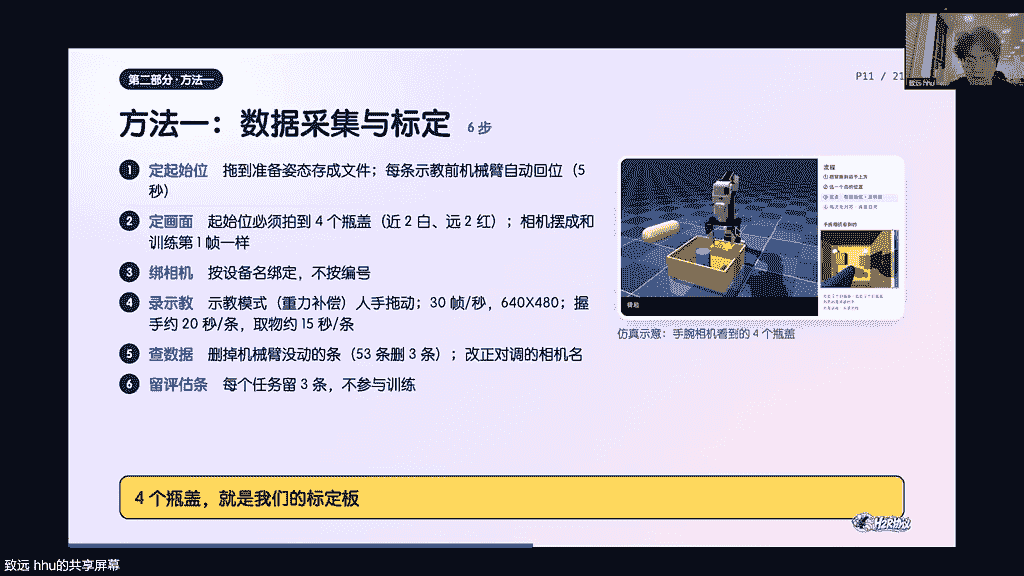 第二部分·方法一
P11 / 21
致远 hhu
方法一：数据采集与标定 6 步
1 定起始位 拖到准备姿态存成文件；每条示教前机械臂自动回位（5
秒）
2 定画面 起始位必须拍到 4 个瓶盖（近 2 白、远 2 红）；相机摆成和
训练第 1 帧一样
3 绑相机 按设备名绑定，不按编号
4 录示教 示教模式（重力补偿）人手拖动；30 帧/秒，640X480；握
手约 20 秒/条，取物约 15 秒/条
5 查数据 删掉机械臂没动的条（53 条删 3 条）；改正对调的相机名
6 留评估条 每个任务留 3 条，不参与训练
仿真示意：手腕相机看到的 4 个瓶盖
4 个瓶盖，就是我们的标定板
致远 hhu的共享屏幕